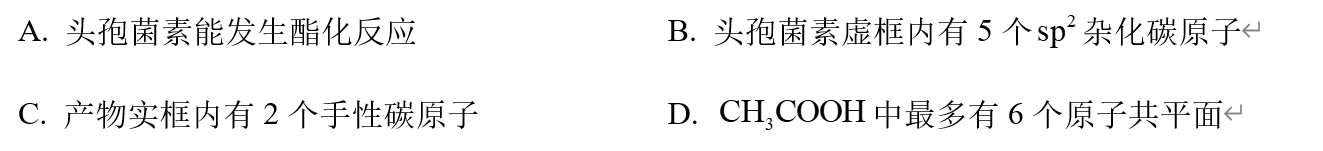 A. 头孢菌素能发生酯化反应 B. 头孢菌素虚框内有 5 个 sp² 杂化碳原子↵
C. 产物实框内有 2 个手性碳原子 D. CH₃COOH 中最多有 6 个原子共平面↵